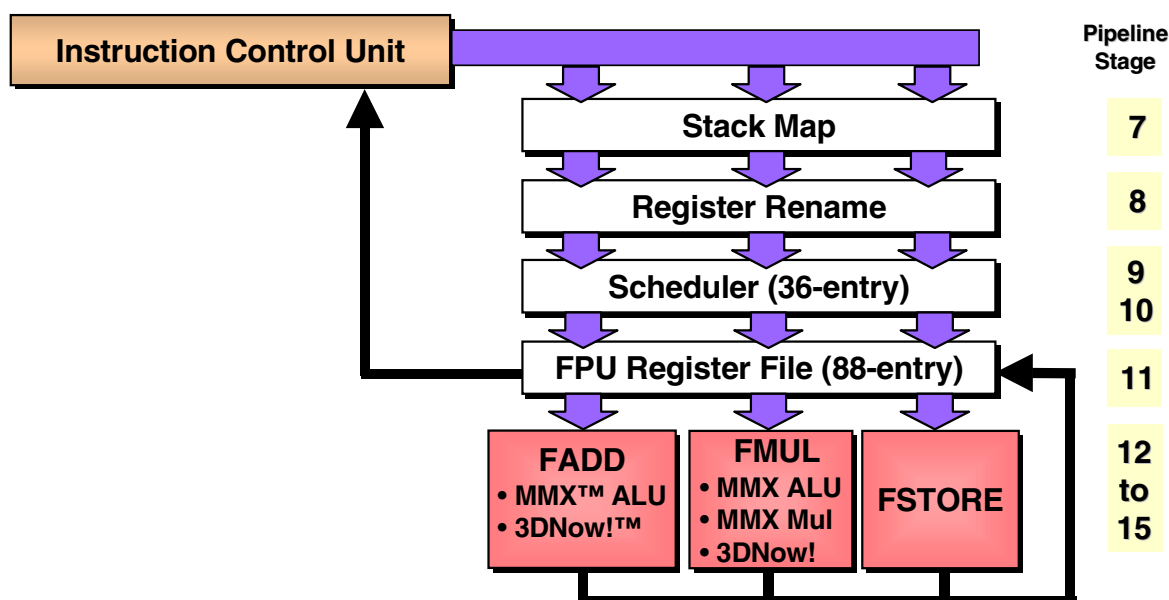 Instruction Control Unit
Pipeline
Stage
Stack Map
7
Register Rename
8
Scheduler (36-entry)
9
10
FPU Register File (88-entry)
11
FADD
• MMX™ ALU
• 3DNow!™
FMUL
• MMX ALU
• MMX Mul
• 3DNow!
FSTORE
12
to
15